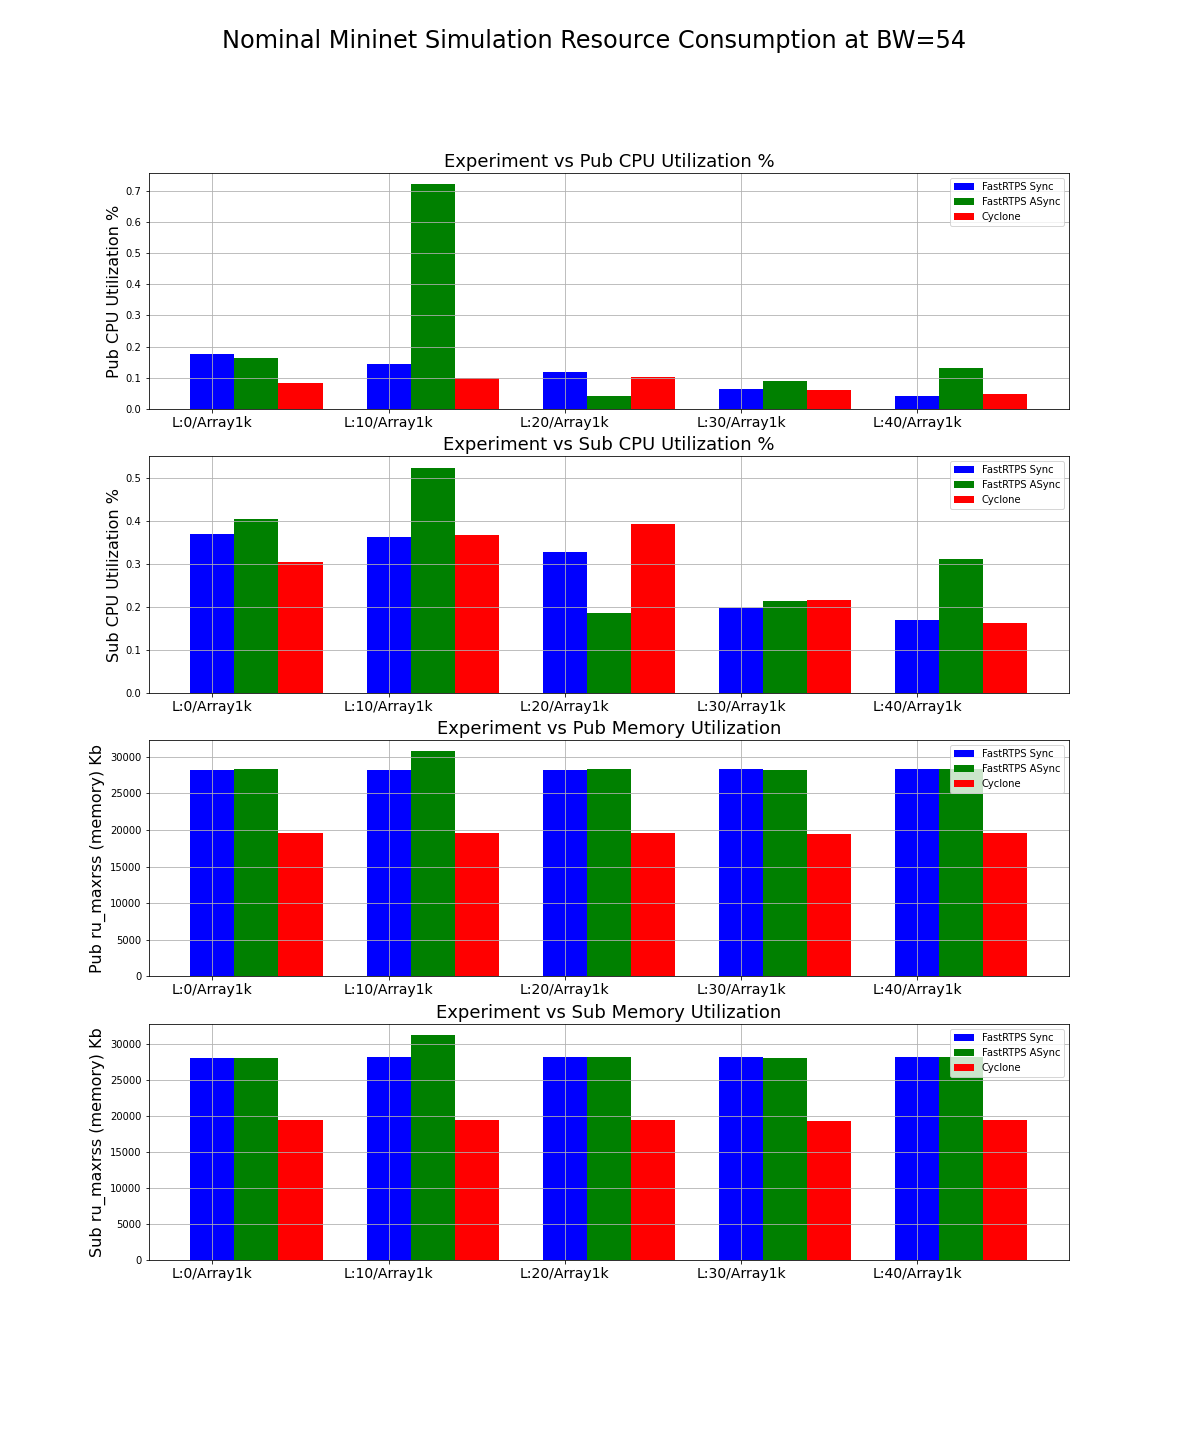 Nominal Mininet Simulation Resource Consumption at BW=54
Experiment vs Pub CPU Utilization %
Pub CPU Utilization %
0.7
0.6
0.5
0.4
0.3
0.2
0.1
0.0
FastRTPS Sync
FastRTPS ASync
Cyclone
L:0/Array1k
L:10/Array1k
L:20/Array1k
L:30/Array1k
L:40/Array1k
Experiment vs Sub CPU Utilization %
Sub CPU Utilization %
0.5
0.4
0.3
0.2
0.1
0.0
FastRTPS Sync
FastRTPS ASync
Cyclone
L:0/Array1k
L:10/Array1k
L:20/Array1k
L:30/Array1k
L:40/Array1k
Experiment vs Pub Memory Utilization
Pub ru_maxrss (memory) Kb
30000
25000
20000
15000
10000
5000
0
FastRTPS Sync
FastRTPS ASync
Cyclone
L:0/Array1k
L:10/Array1k
L:20/Array1k
L:30/Array1k
L:40/Array1k
Experiment vs Sub Memory Utilization
Sub ru_maxrss (memory) Kb
30000
25000
20000
15000
10000
5000
0
FastRTPS Sync
FastRTPS ASync
Cyclone
L:0/Array1k
L:10/Array1k
L:20/Array1k
L:30/Array1k
L:40/Array1k